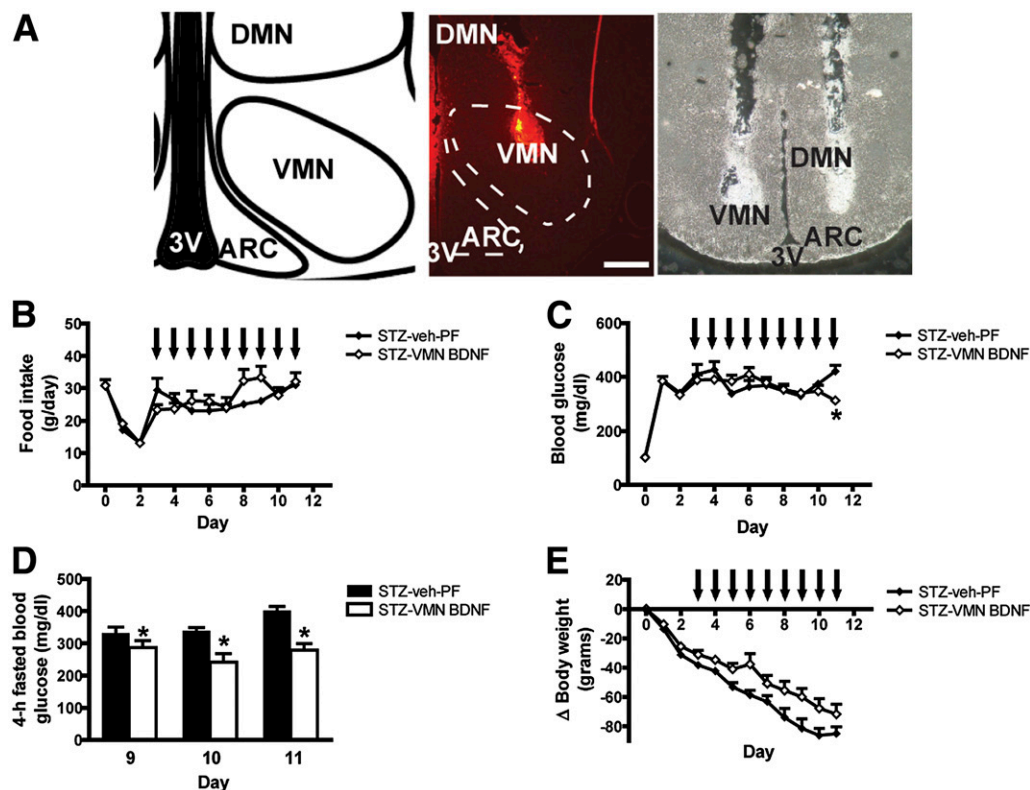 A
DMN
VMN
3V
ARC
DMN
VMN
ARC
3V
DMN
VMN
ARC
3V
B
50
40
30
20
10
0
Food intake
(g/day)
0 2 4 6 8 10 12
Day
STZ-veh-PF
STZ-VMN BDNF
C
600
400
200
0
Blood glucose
(mg/dl)
*
0 2 4 6 8 10 12
Day
STZ-veh-PF
STZ-VMN BDNF
D
500
400
300
200
100
0
4-h fasted blood
glucose (mg/dl)
* * *
9 10 11
Day
STZ-veh-PF
STZ-VMN BDNF
E
20
0
-20
-40
-60
-80
Δ Body weight
(grams)
0 2 4 6 8 10 12
Day
STZ-veh-PF
STZ-VMN BDNF